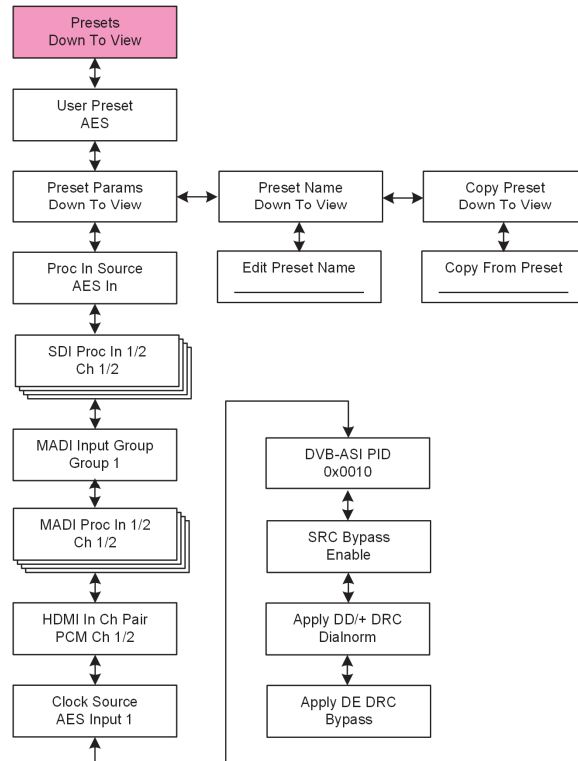 Presets
Down To View
User Preset
AES
Preset Params
Down To View
Preset Name
Down To View
Copy Preset
Down To View
Proc In Source
AES In
Edit Preset Name
Copy From Preset
SDI Proc In 1/2
Ch 1/2
MADI Input Group
Group 1
MADI Proc In 1/2
Ch 1/2
HDMI In Ch Pair
PCM Ch 1/2
Clock Source
AES Input 1
DVB-ASI PID
0x0010
SRC Bypass
Enable
Apply DD/+ DRC
Dialnorm
Apply DE DRC
Bypass